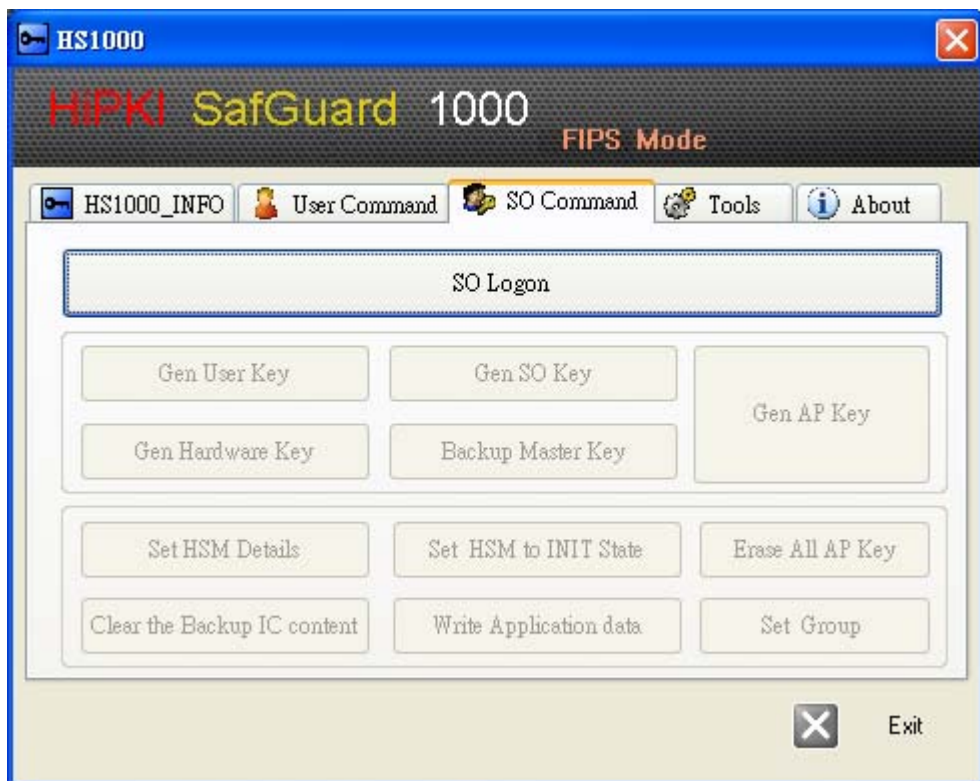 HS1000
HiPKI SafGuard 1000
FIPS Mode
HS1000_INFO User Command SO Command Tools About
SO Logon
Gen User Key Gen SO Key Gen AP Key
Gen Hardware Key Backup Master Key
Set HSM Details Set HSM to INIT State Erase All AP Key
Clear the Backup IC content Write Application data Set Group
Exit